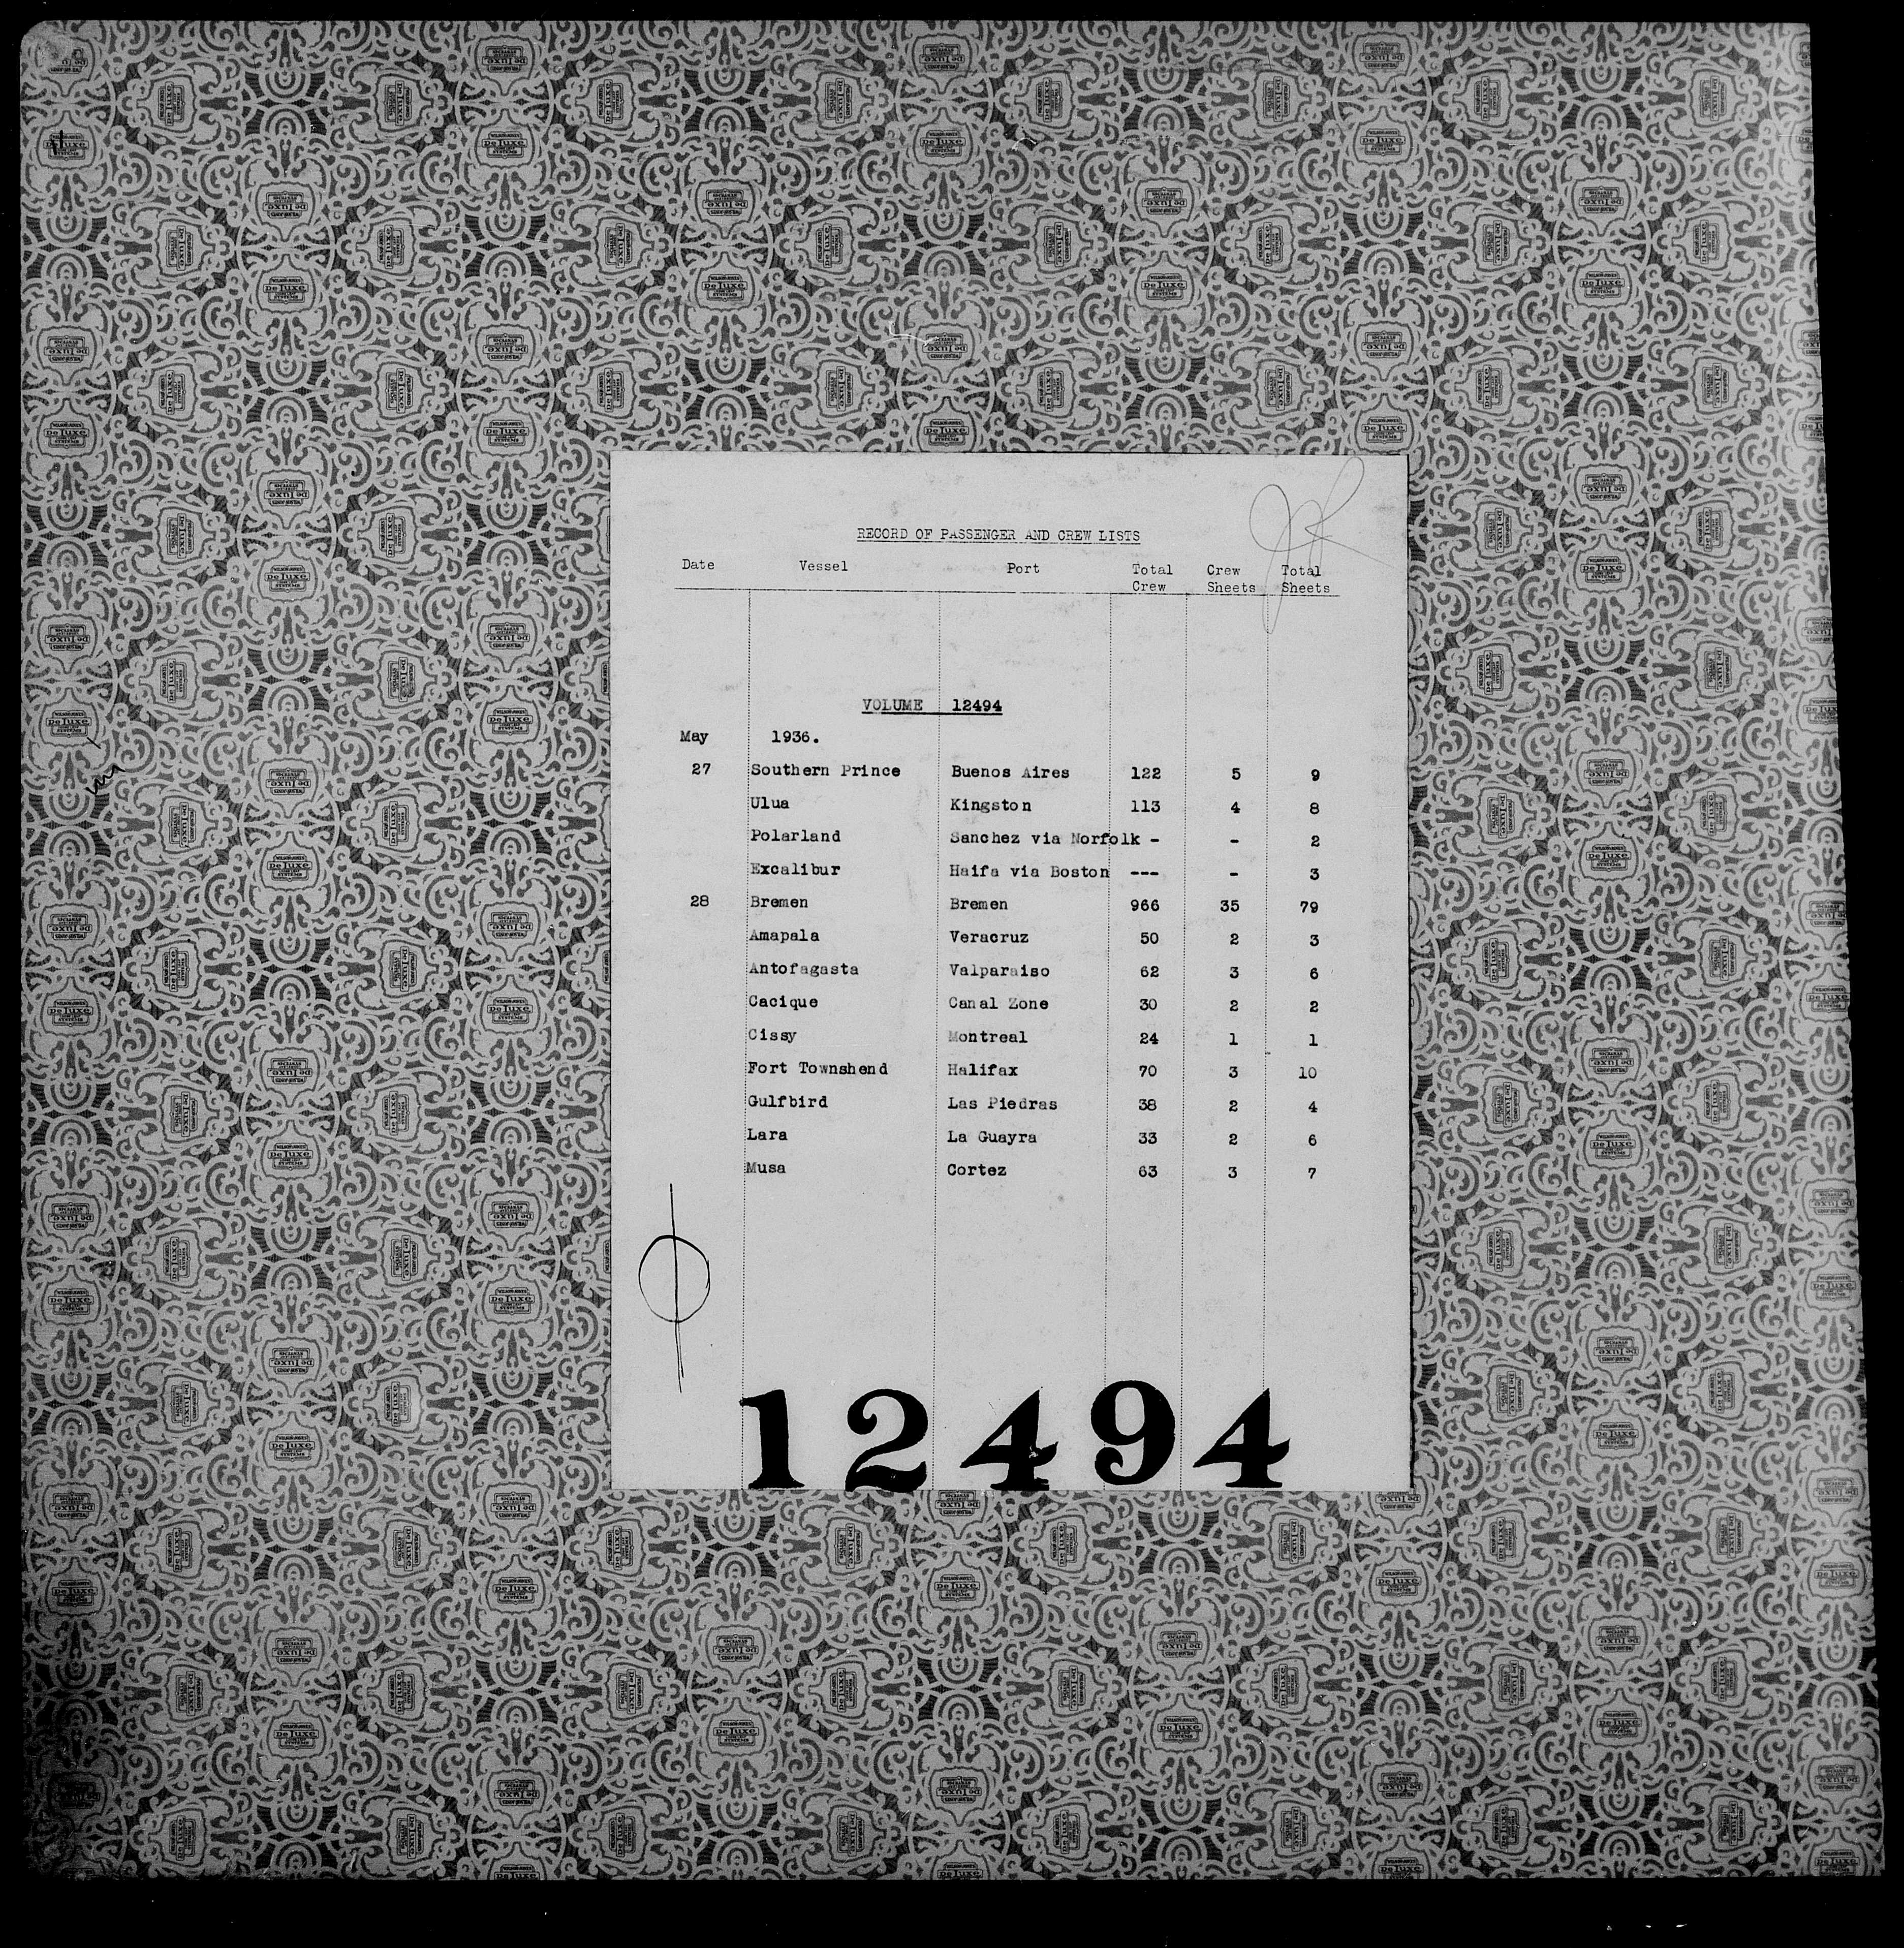 RECORD OF PASSENGER AND CREW LISTS
Date Vessel Port Total Crew Crew Sheets Total Sheets
VOLUME 12494
May 1936.
27 Southern Prince Buenos Aires 122 5 9
Ulua Kingston 113 4 8
Polarland Sanchez via Norfolk - - 2
Excalibur Haifa via Boston --- - 3
28 Bremen Bremen 966 35 79
Amapala Veracruz 50 2 3
Antofagasta Valparaiso 62 3 6
Cacique Canal Zone 30 2 2
Cissy Montreal 24 1 1
Fort Townshend Halifax 70 3 10
Gulfbird Las Piedras 38 2 4
Lara La Guayra 33 2 6
Musa Cortez 63 3 7
12494